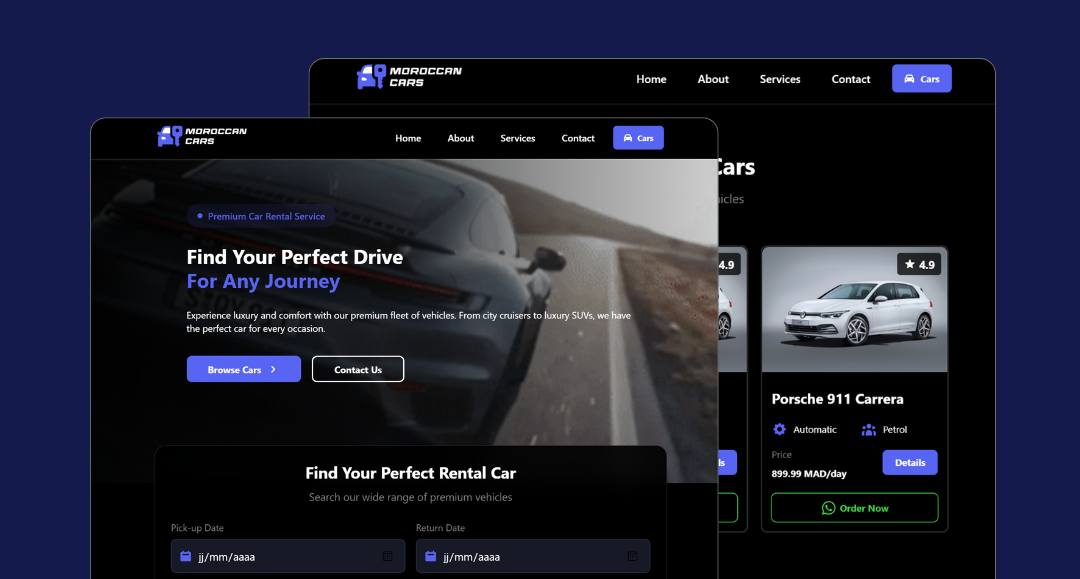 MOROCCAN
CARS
Home
About
Services
Contact
Cars
Cars
4.9
4.9
Porsche 911 Carrera
Automatic
Petrol
Price
899.99 MAD/day
Details
Order Now
MOROCCAN
CARS
Home
About
Services
Contact
Cars
Premium Car Rental Service
Find Your Perfect Drive
For Any Journey
Experience luxury and comfort with our premium fleet of vehicles. From city cruisers to luxury SUVs, we have
the perfect car for every occasion.
Browse Cars
Contact Us
Find Your Perfect Rental Car
Search our wide range of premium vehicles
Pick-up Date
Return Date
jj/mm/aaaa
jj/mm/aaaa